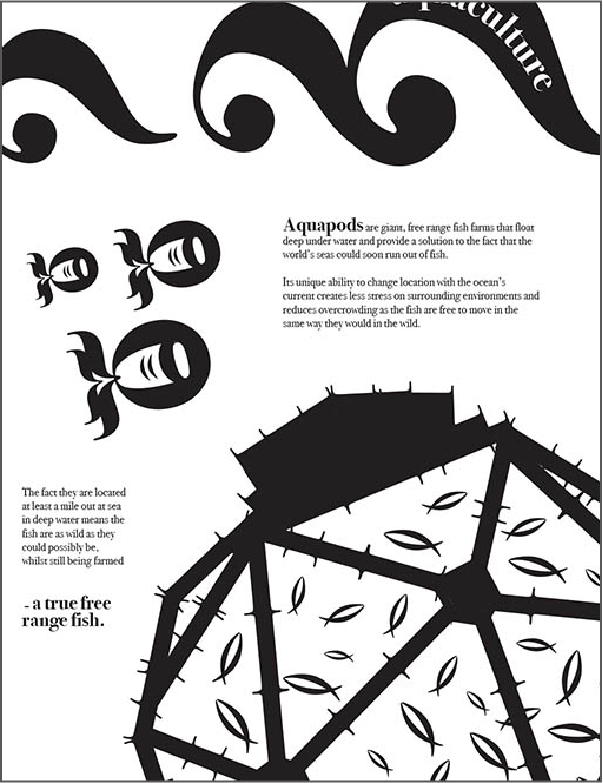 Aquapods are giant, free range fish farms that float
deep under water and provide a solution to the fact that the
world's seas could soon run out of fish.
Its unique ability to change location with the ocean's
current creates less stress on surrounding environments and
reduces overcrowding as the fish are free to move in the
same way they would in the wild.
The fact they are located
at least a mile out at sea
in deep water means the
fish are as wild as they
could possibly be,
whilst still being farmed
- a true free
range fish.